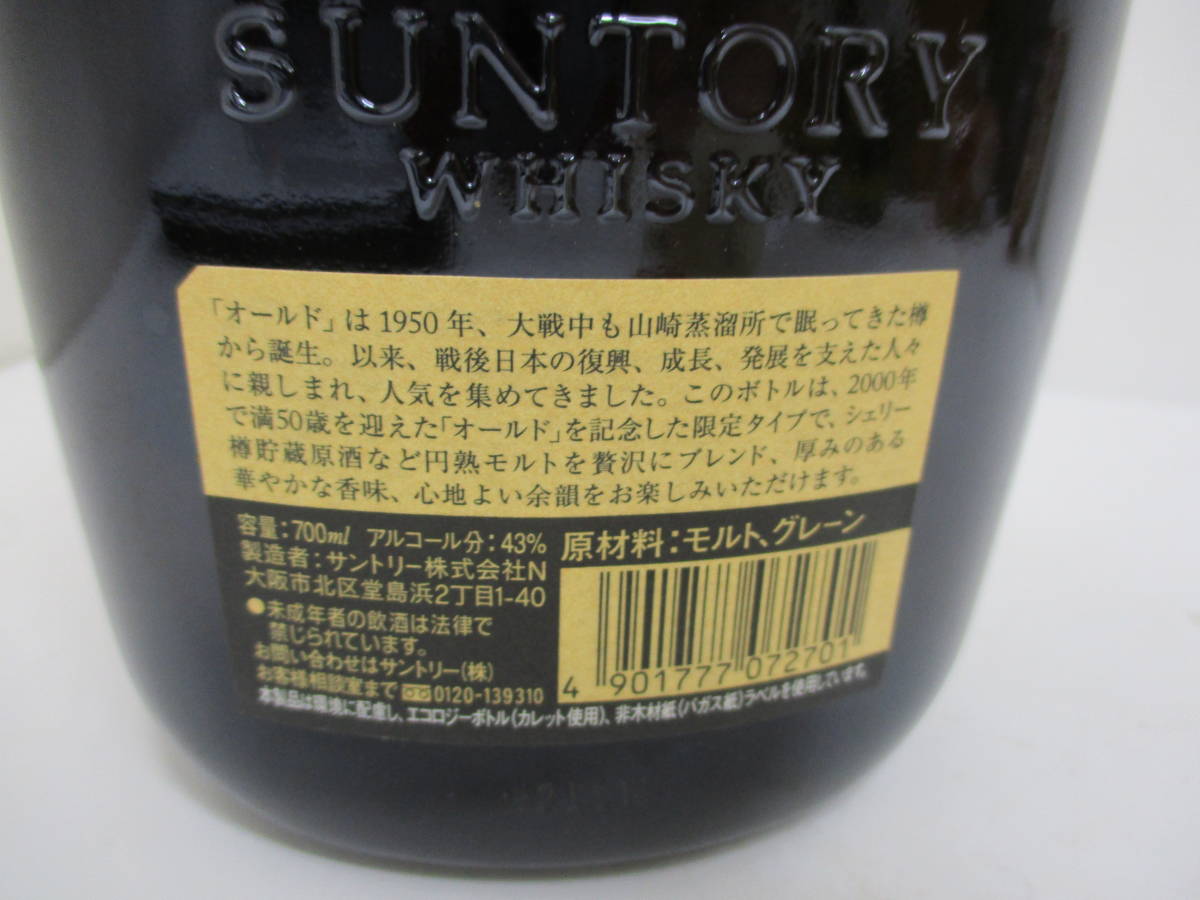 SUNTORY
WHISKY
「オールド」は1950年、大戦中も山崎蒸溜所で眠ってきた樽
から誕生。以来、戦後日本の復興、成長、発展を支えた人々
に親しまれ、人気を集めてきました。このボトルは、2000年
で満50歳を迎えた「オールド」を記念した限定タイプで、シェリー
樽貯蔵原酒など円熟モルトを贅沢にブレンド、厚みのある
華やかな香味、心地よい余韻をお楽しみいただけます。
容量:700ml アルコール分:43%
製造者:サントリー株式会社N
大阪市北区堂島浜2丁目1-40
●未成年者の飲酒は法律で
禁じられています。
お問い合わせはサントリー(株)
お客様相談室まで 0120-139310
原材料:モルト、グレーン
4 901777 072701
本製品は環境に配慮し、エコロジーボトル(カレット使用)、非木材紙(バガス紙)ラベルを使用しています。